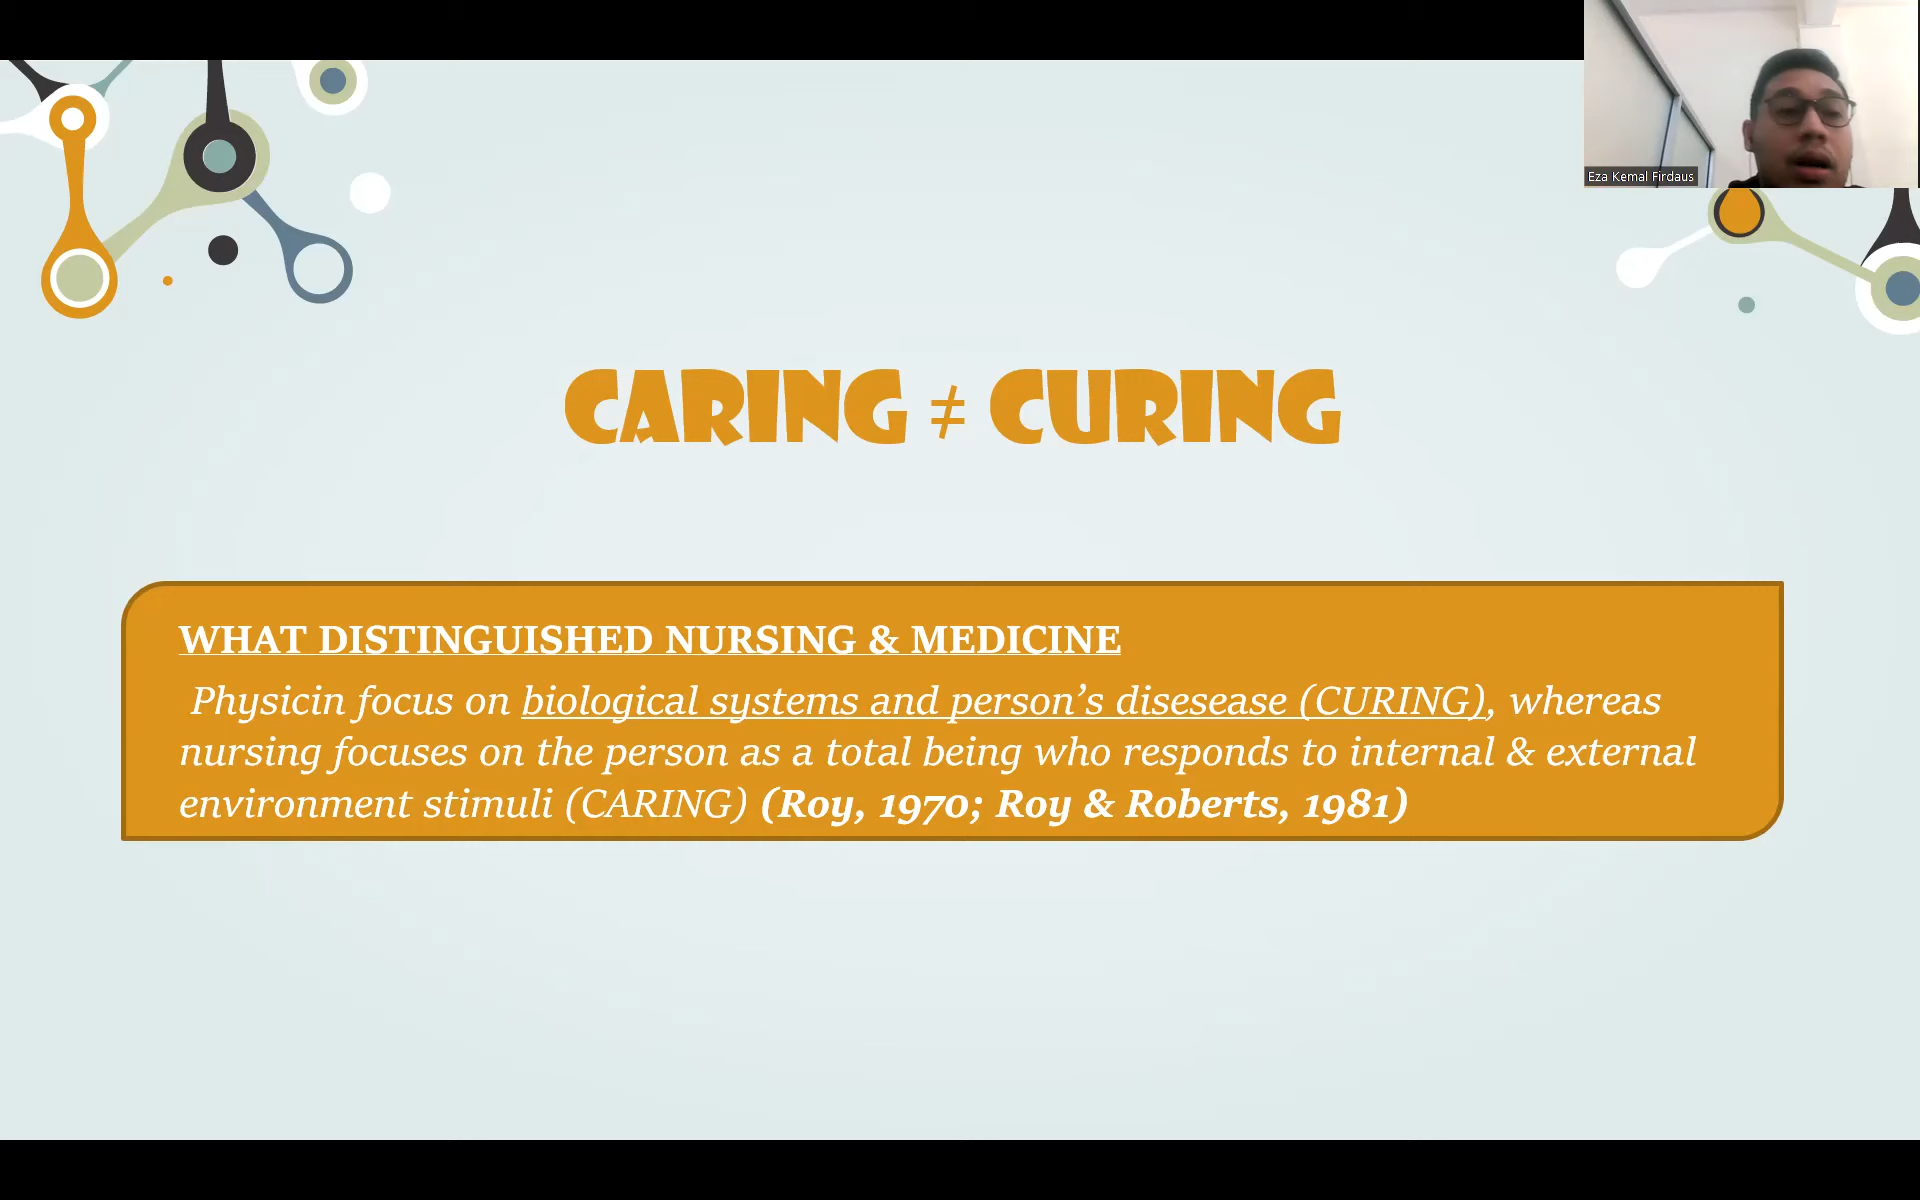 Eza Kemal Firdaus
CARING ≠ CURING
WHAT DISTINGUISHED NURSING & MEDICINE
Physicin focus on biological systems and person’s disesease (CURING), whereas
nursing focuses on the person as a total being who responds to internal & external
environment stimuli (CARING) (Roy, 1970; Roy & Roberts, 1981)